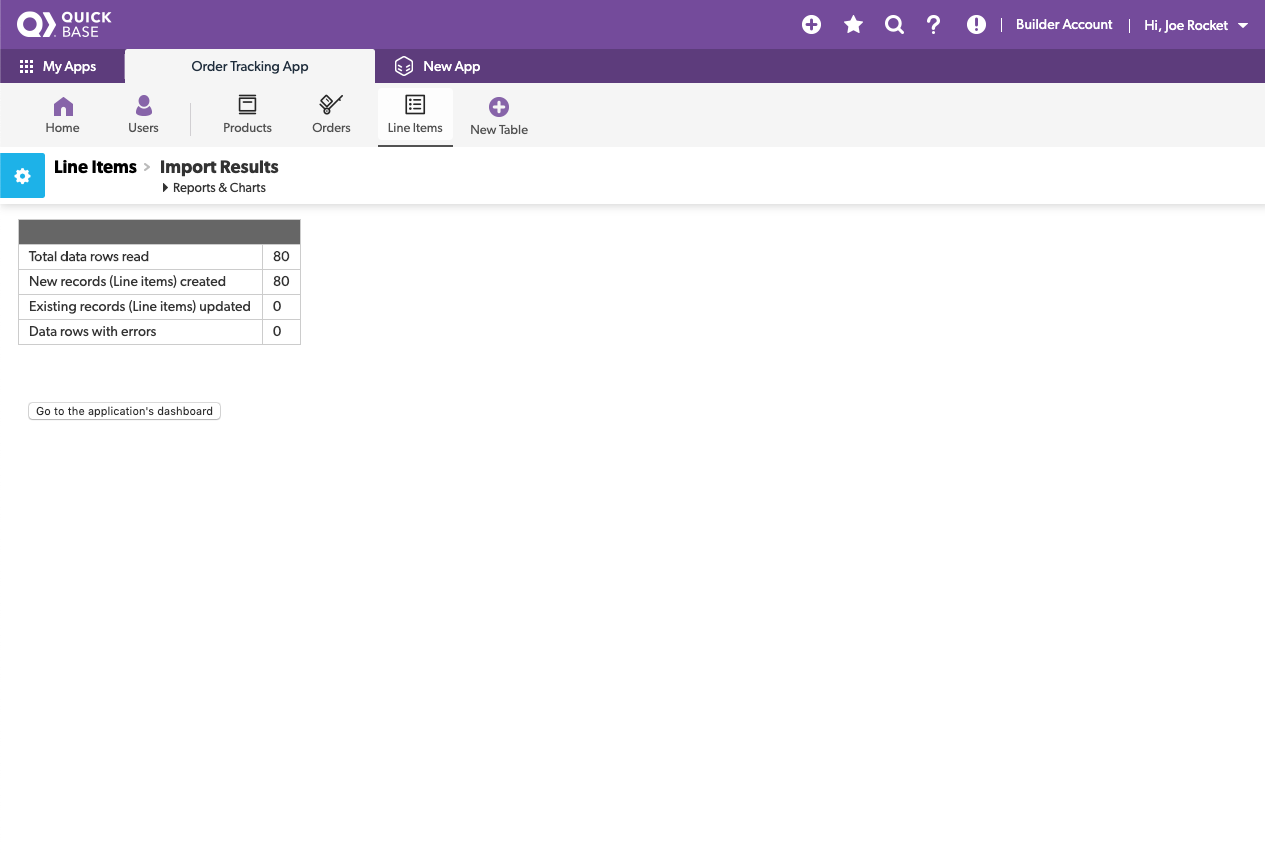 QUICK
BASE
Builder Account
Hi, Joe Rocket
My Apps
Order Tracking App
New App
Home
Users
Products
Orders
Line Items
New Table
Line Items > Import Results
Reports & Charts
Total data rows read 80
New records (Line items) created 80
Existing records (Line items) updated 0
Data rows with errors 0
Go to the application's dashboard